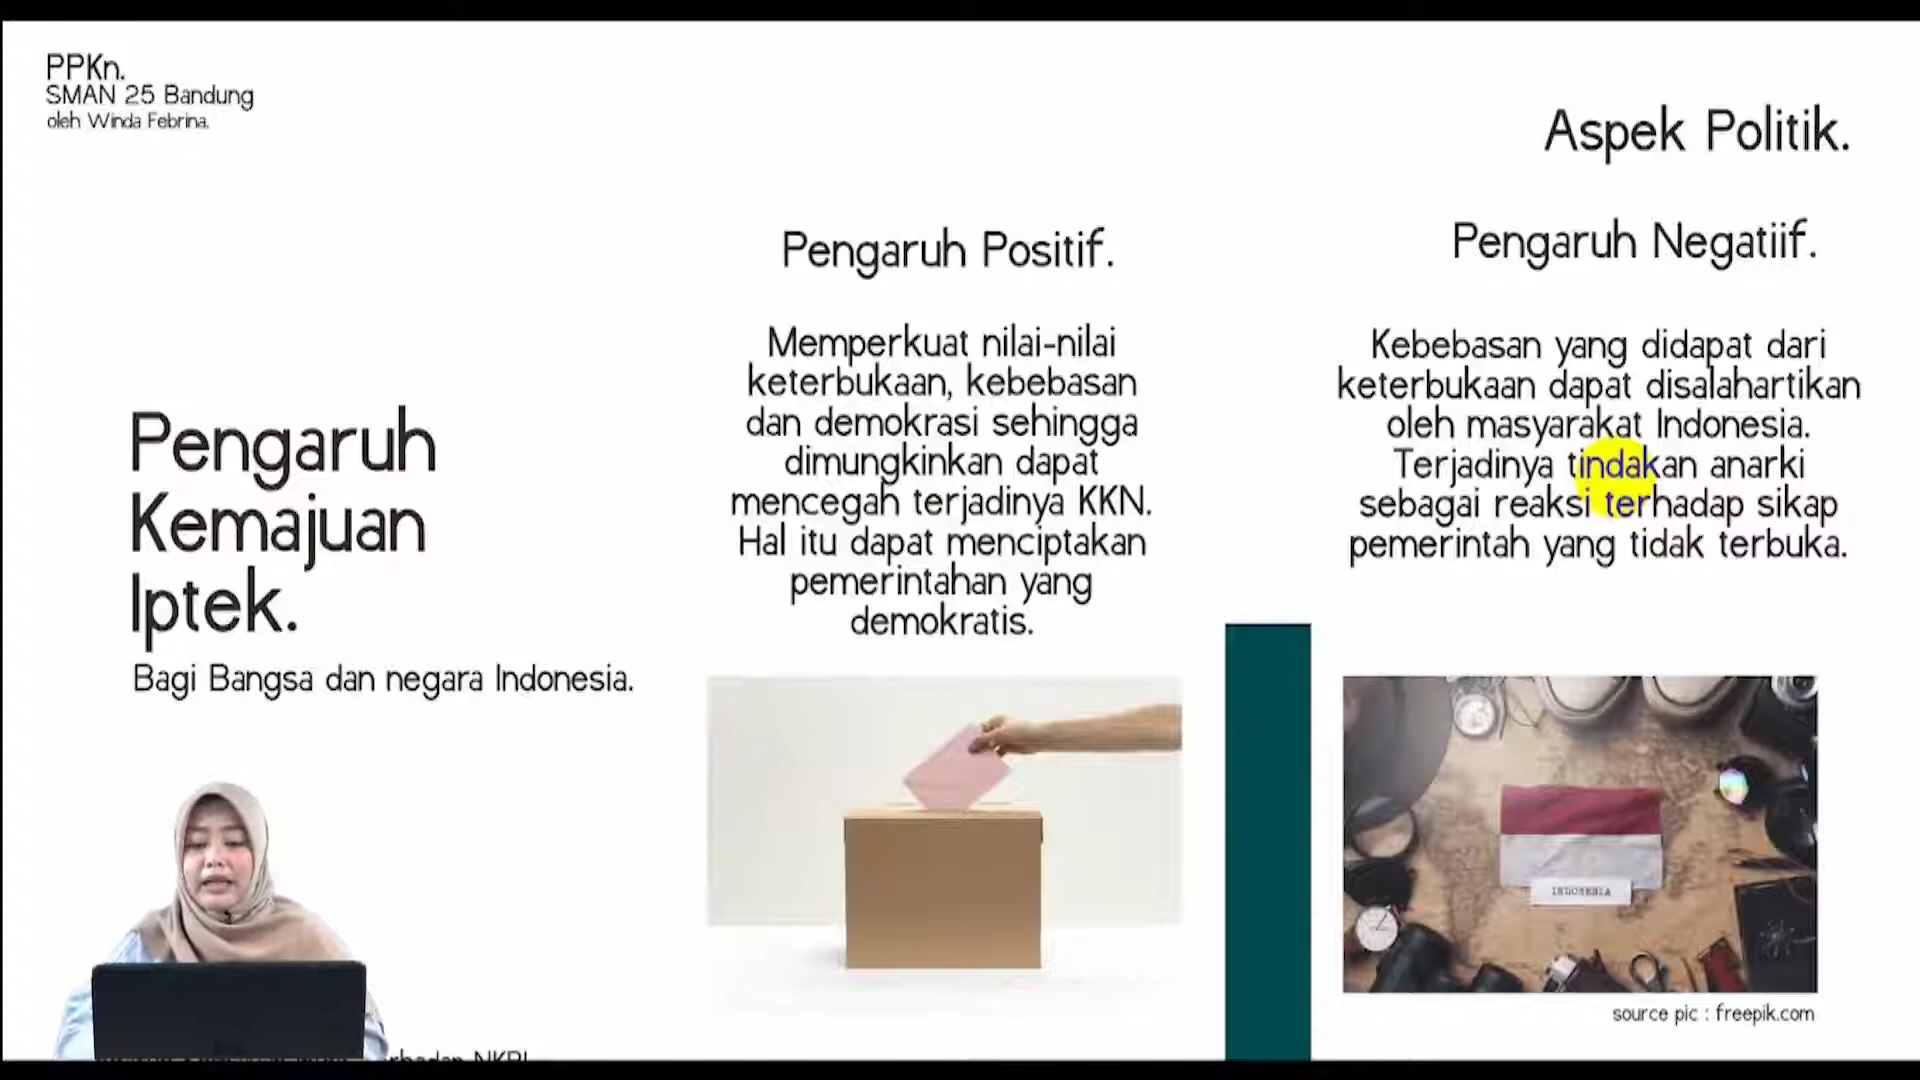 PPKn.
SMAN 25 Bandung
oleh Winda Febrina.
Aspek Politik.
Pengaruh
Kemajuan
Iptek.
Bagi Bangsa dan negara Indonesia.
Pengaruh Positif.
Memperkuat nilai-nilai
keterbukaan, kebebasan
dan demokrasi sehingga
dimungkinkan dapat
mencegah terjadinya KKN.
Hal itu dapat menciptakan
pemerintahan yang
demokratis.
Pengaruh Negatiif.
Kebebasan yang didapat dari
keterbukaan dapat disalahartikan
oleh masyarakat Indonesia.
Terjadinya tindakan anarki
sebagai reaksi terhadap sikap
pemerintah yang tidak terbuka.
INDONESIA
source pic : freepik.com
NKRI